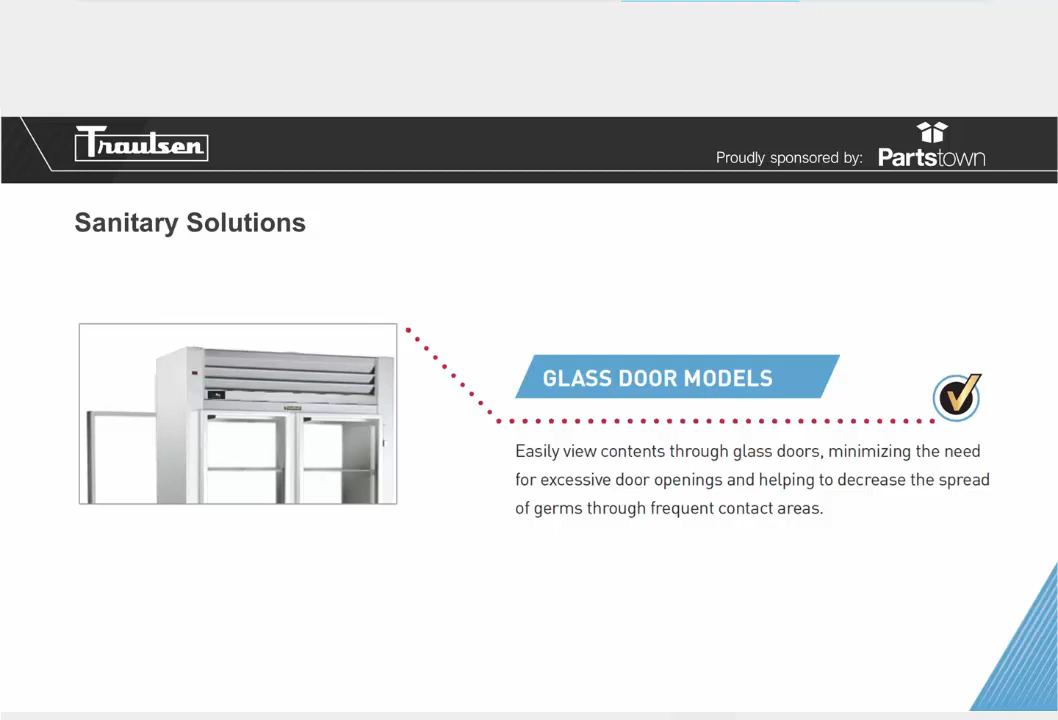 Traulsen
Proudly sponsored by: Partstown
Sanitary Solutions
GLASS DOOR MODELS
Easily view contents through glass doors, minimizing the need
for excessive door openings and helping to decrease the spread
of germs through frequent contact areas.